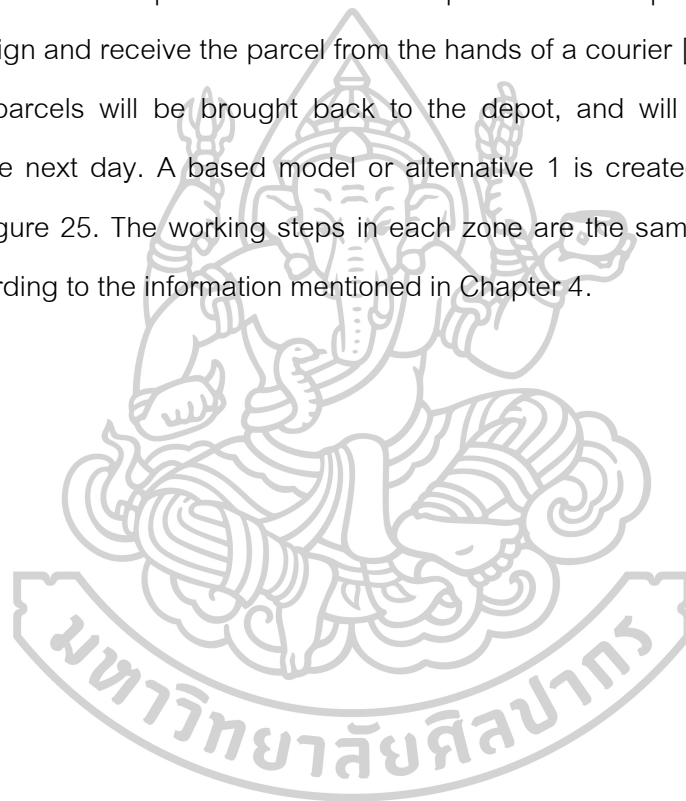 ign and receive the parcel from the hands of a courier |
parcels will be brought back to the depot, and will
e next day. A based model or alternative 1 is create
gure 25. The working steps in each zone are the sam
rding to the information mentioned in Chapter 4.
มหาวิทยาลัยศิลปากร